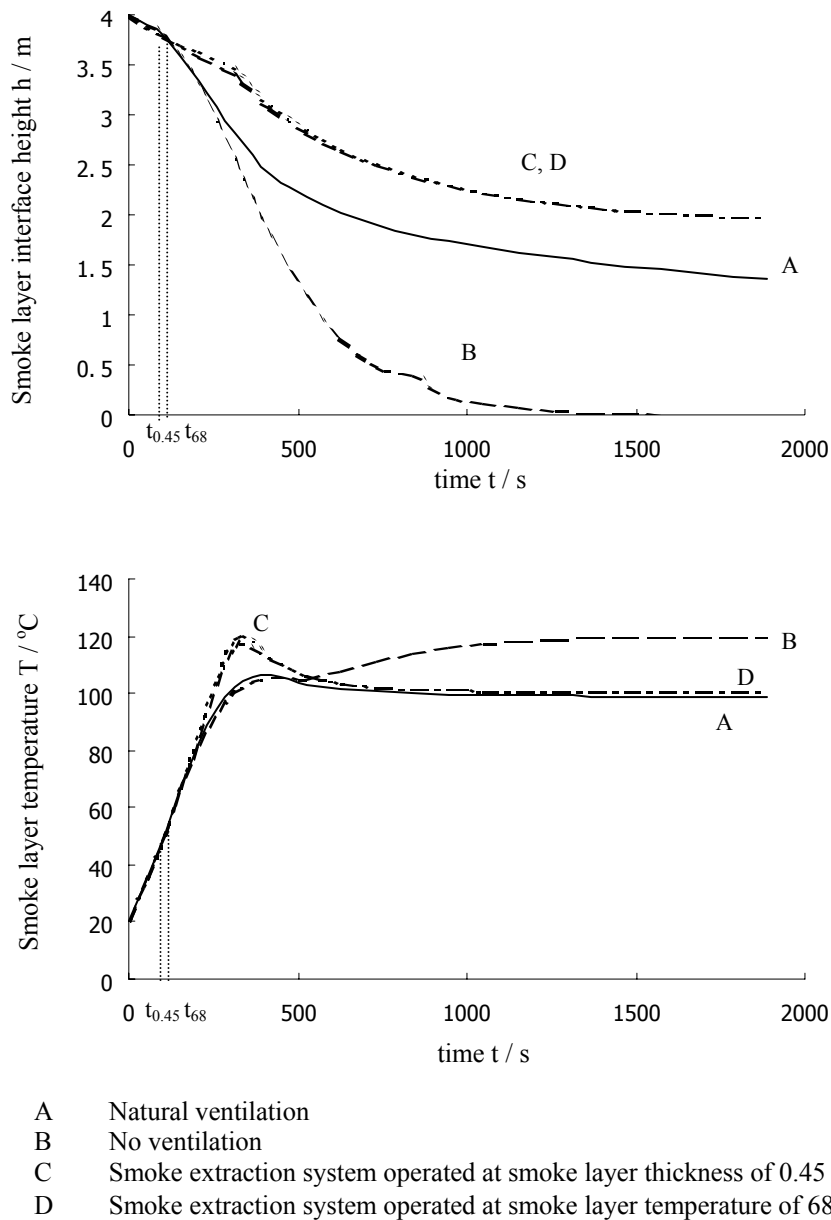 Smoke layer interface height h / m
4
3.5
3
2.5
2
1.5
1
0.5
0
C, D
A
B
0 500 1000 1500 2000
t0.45 t68
time t / s
Smoke layer temperature T / ºC
140
120
100
80
60
40
20
0
C
B
D
A
0 500 1000 1500 2000
t0.45 t68
time t / s
A Natural ventilation
B No ventilation
C Smoke extraction system operated at smoke layer thickness of 0.45
D Smoke extraction system operated at smoke layer temperature of 68